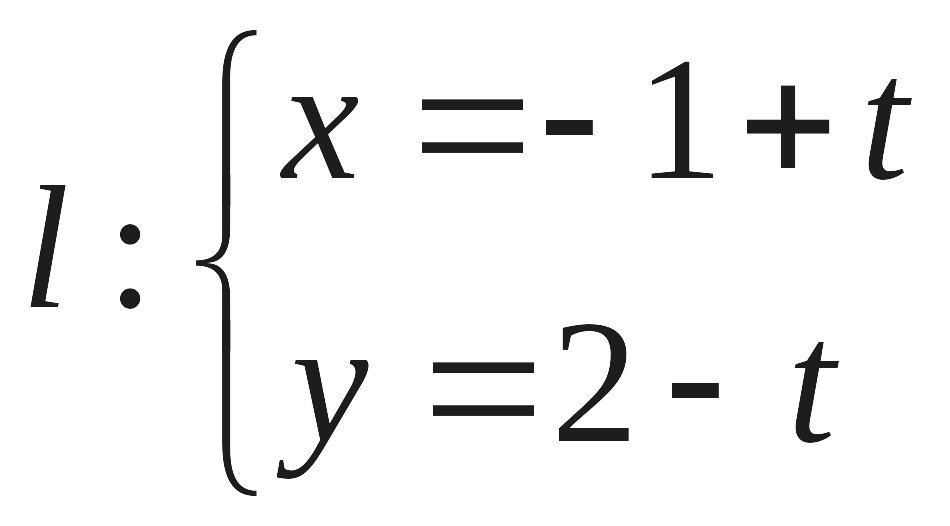 l : { x = - 1 + t
y = 2 - t